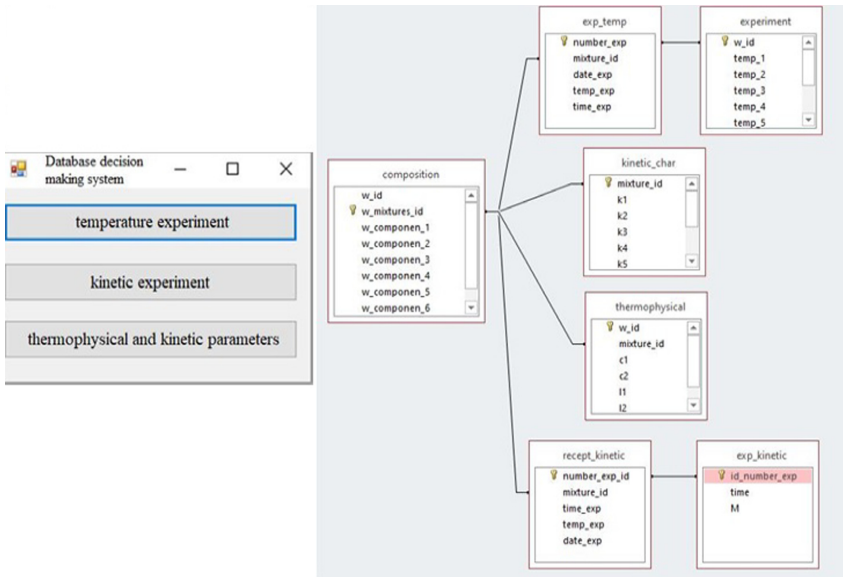 Database decision
making system
temperature experiment
kinetic experiment
thermophysical and kinetic parameters
composition
w_id
w_mixtures_id
w_componen_1
w_componen_2
w_componen_3
w_componen_4
w_componen_5
w_componen_6
exp_temp
number_exp
mixture_id
date_exp
temp_exp
time_exp
experiment
w_id
temp_1
temp_2
temp_3
temp_4
temp_5
kinetic_char
mixture_id
k1
k2
k3
k4
k5
thermophysical
w_id
mixture_id
c1
c2
l1
l2
recept_kinetic
number_exp_id
mixture_id
time_exp
temp_exp
date_exp
exp_kinetic
id_number_exp
time
M